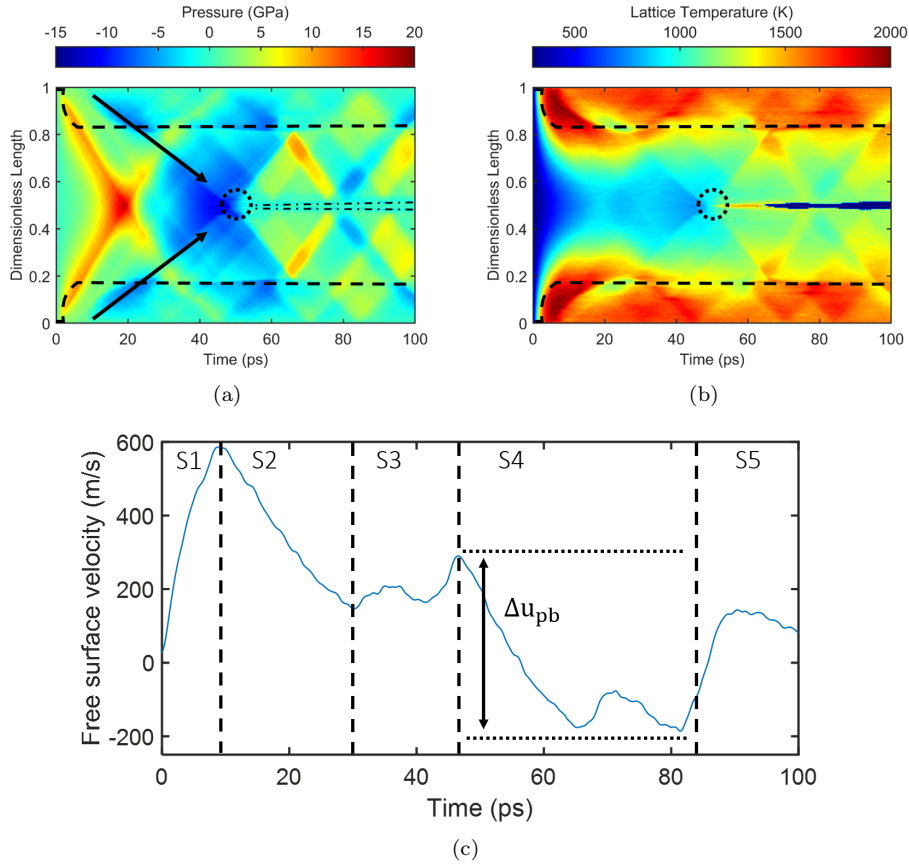 Pressure (GPa)
-15 -10 -5 0 5 10 15 20
Dimensionless Length
1
0.8
0.6
0.4
0.2
0
0 20 40 60 80 100
Time (ps)
(a)
Lattice Temperature (K)
500 1000 1500 2000
Dimensionless Length
1
0.8
0.6
0.4
0.2
0
0 20 40 60 80 100
Time (ps)
(b)
Free surface velocity (m/s)
600
400
200
0
-200
S1 S2 S3 S4 S5
Δu_pb
0 20 40 60 80 100
Time (ps)
(c)